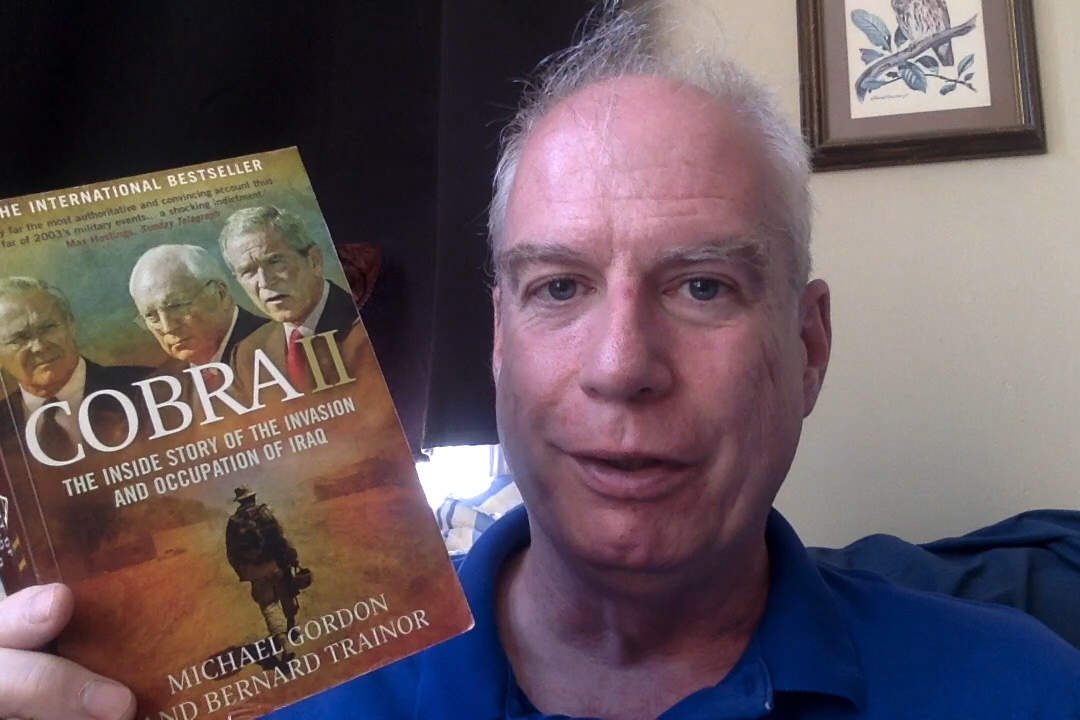 HE INTERNATIONAL BESTSELLER
y far the most authoritative and convincing account thus
far of 2003's military events... a shocking indictment.'
Max Hastings, Sunday Telegraph
COBRA II
THE INSIDE STORY OF THE INVASION
AND OCCUPATION OF IRAQ
MICHAEL GORDON
AND BERNARD TRAINOR